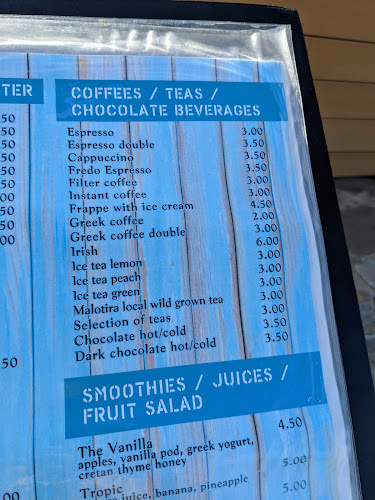 TER
COFFEES / TEAS /
CHOCOLATE BEVERAGES
Espresso 3.00
Espresso double 3.50
Cappuccino 3.50
Fredo Espresso 3.50
Filter coffee 3.00
Instant coffee 3.00
Frappe with ice cream 4.50
Greek coffee 2.00
Greek coffee double 3.00
Irish 6.00
Ice tea lemon 3.00
Ice tea peach 3.00
Ice tea green 3.00
Malotira local wild grown tea 3.00
Selection of teas 3.00
Chocolate hot/cold 3.50
Dark chocolate hot/cold 3.50
SMOOTHIES / JUICES /
FRUIT SALAD
The Vanilla 4.50
apples, vanilla pod, greek yogurt,
cretan thyme honey
Tropic 5.00
juice, banana, pineapple
5.00